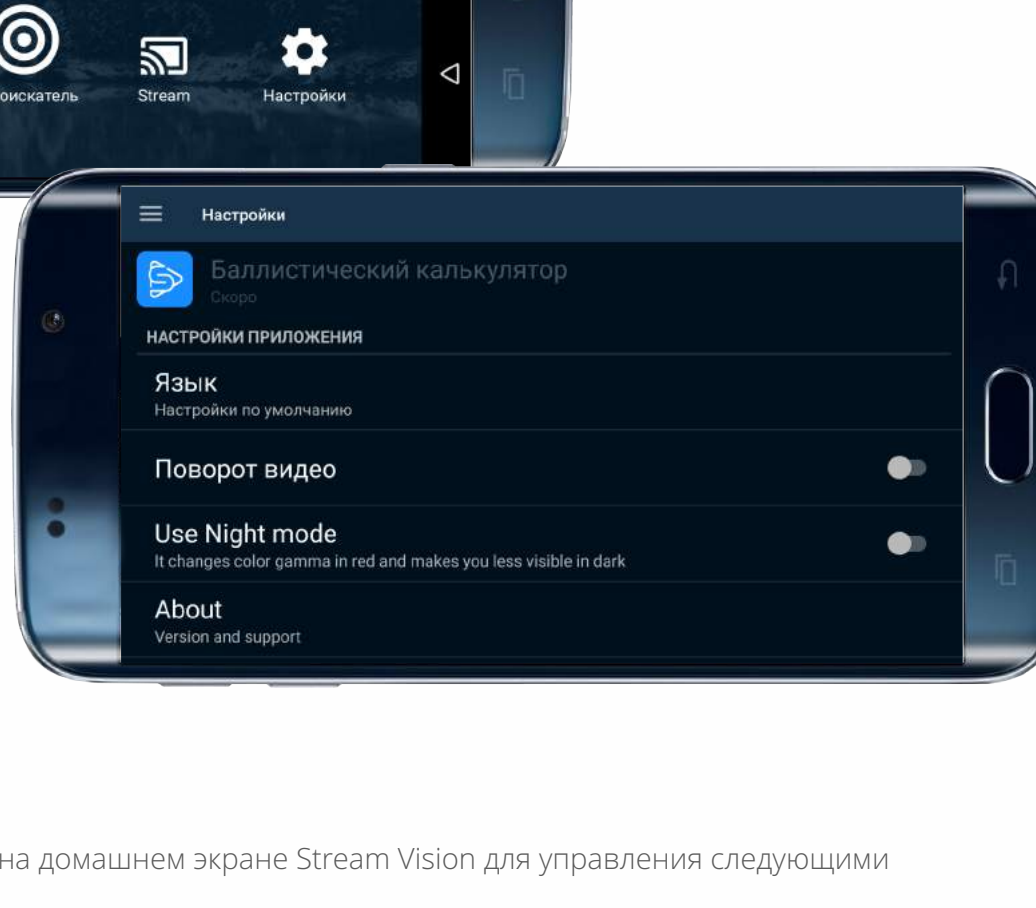 Stream
Настройки
Настройки
Баллистический калькулятор
Скоро
НАСТРОЙКИ ПРИЛОЖЕНИЯ
Язык
Настройки по умолчанию
Поворот видео
Use Night mode
It changes color gamma in red and makes you less visible in dark
About
Version and support
на домашнем экране Stream Vision для управления следующими